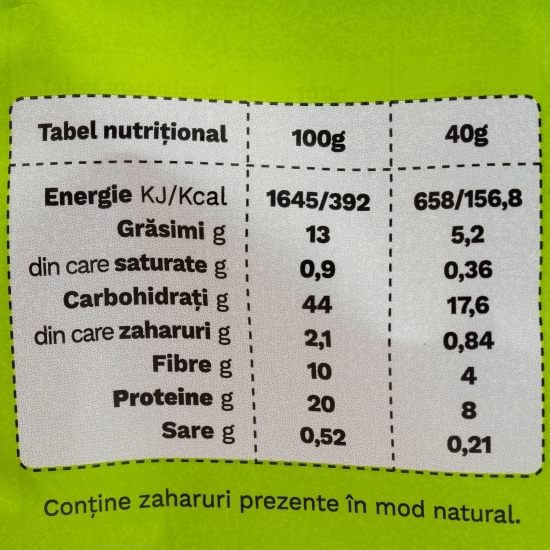 Tabel nutrițional 100g 40g
Energie KJ/Kcal 1645/392 658/156,8
Grăsimi g 13 5,2
din care saturate g 0,9 0,36
Carbohidrați g 44 17,6
din care zaharuri g 2,1 0,84
Fibre g 10 4
Proteine g 20 8
Sare g 0,52 0,21
Conține zaharuri prezente în mod natural.